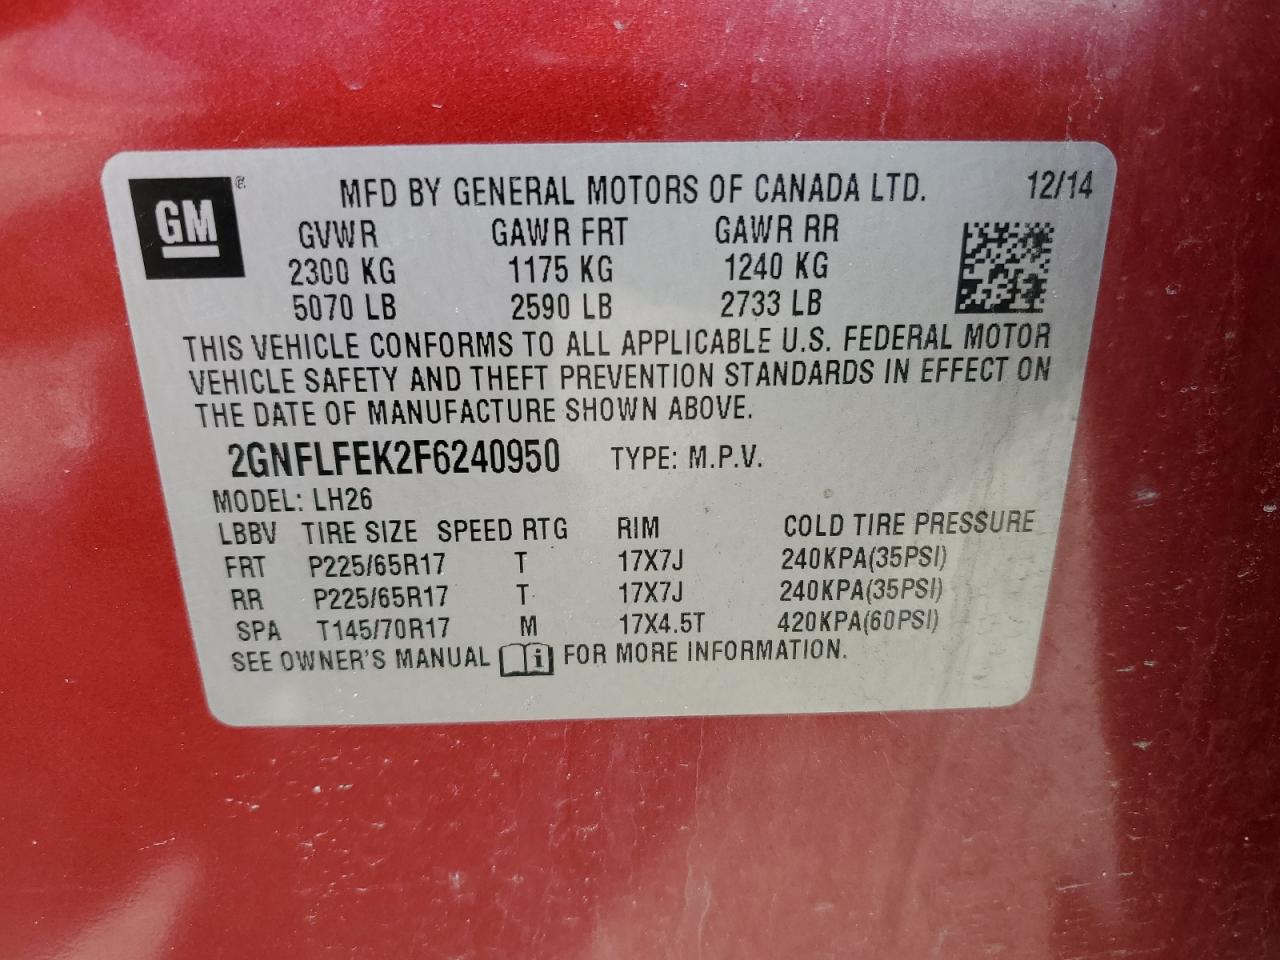 GM ® MFD BY GENERAL MOTORS OF CANADA LTD. 12/14
GVWR GAWR FRT GAWR RR
2300 KG 1175 KG 1240 KG
5070 LB 2590 LB 2733 LB
THIS VEHICLE CONFORMS TO ALL APPLICABLE U.S. FEDERAL MOTOR
VEHICLE SAFETY AND THEFT PREVENTION STANDARDS IN EFFECT ON
THE DATE OF MANUFACTURE SHOWN ABOVE.
2GNFLFEK2F6240950 TYPE: M.P.V.
MODEL: LH26
LBBV TIRE SIZE SPEED RTG RIM COLD TIRE PRESSURE
FRT P225/65R17 T 17X7J 240KPA(35PSI)
RR P225/65R17 T 17X7J 240KPA(35PSI)
SPA T145/70R17 M 17X4.5T 420KPA(60PSI)
SEE OWNER'S MANUAL i FOR MORE INFORMATION.